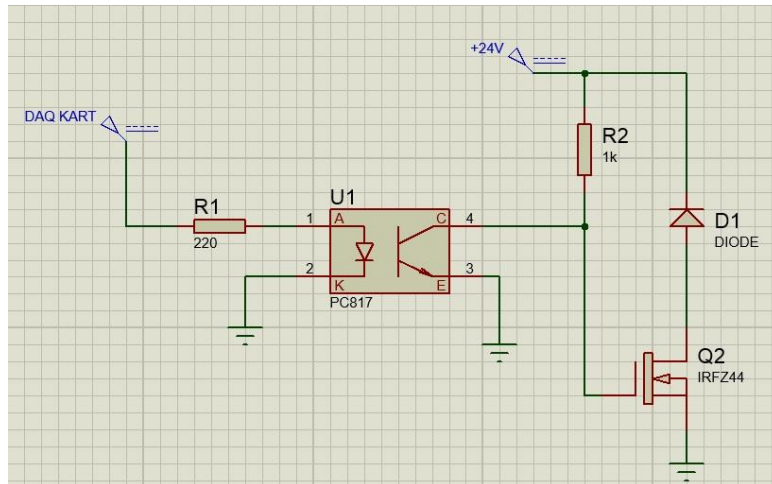 +24V
DAQ KART
R2
1k
R1
220
U1
1
A
C
4
2
K
E
3
PC817
D1
DIODE
Q2
IRFZ44